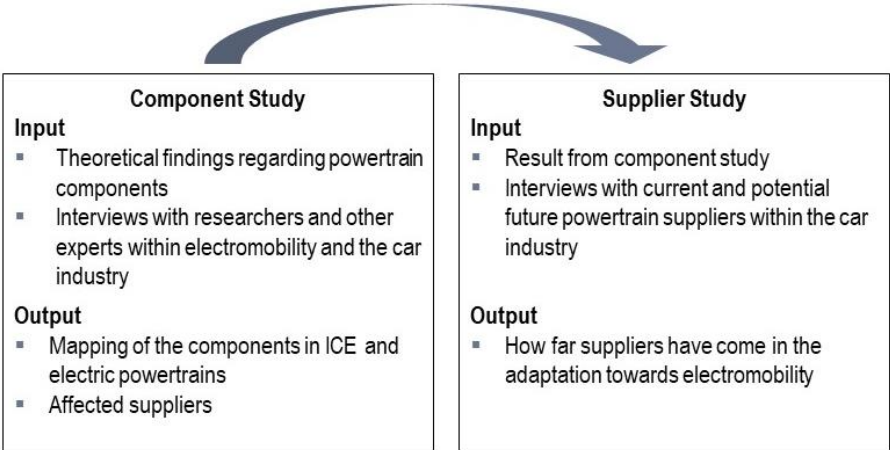 Component Study
Input
▪ Theoretical findings regarding powertrain
components
▪ Interviews with researchers and other
experts within electromobility and the car
industry
Output
▪ Mapping of the components in ICE and
electric powertrains
▪ Affected suppliers
Supplier Study
Input
▪ Result from component study
▪ Interviews with current and potential
future powertrain suppliers within the car
industry
Output
▪ How far suppliers have come in the
adaptation towards electromobility